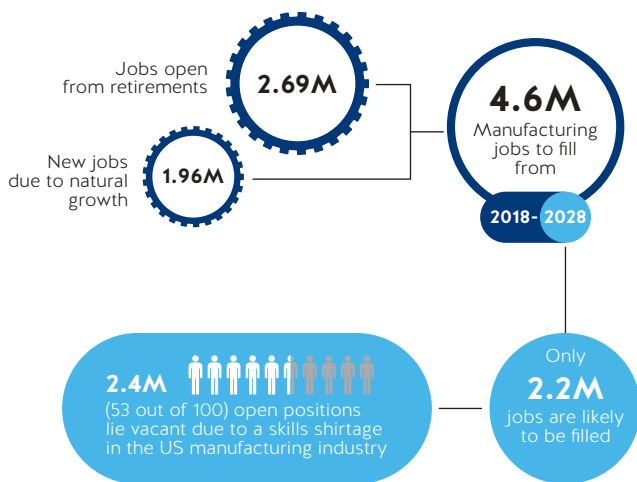 Jobs open
from retirements
2.69M
New jobs
due to natural
growth
1.96M
4.6M
Manufacturing
jobs to fill
from
2018- 2028
Only
2.2M
jobs are likely
to be filled
2.4M
(53 out of 100) open positions
lie vacant due to a skills shirtage
in the US manufacturing industry